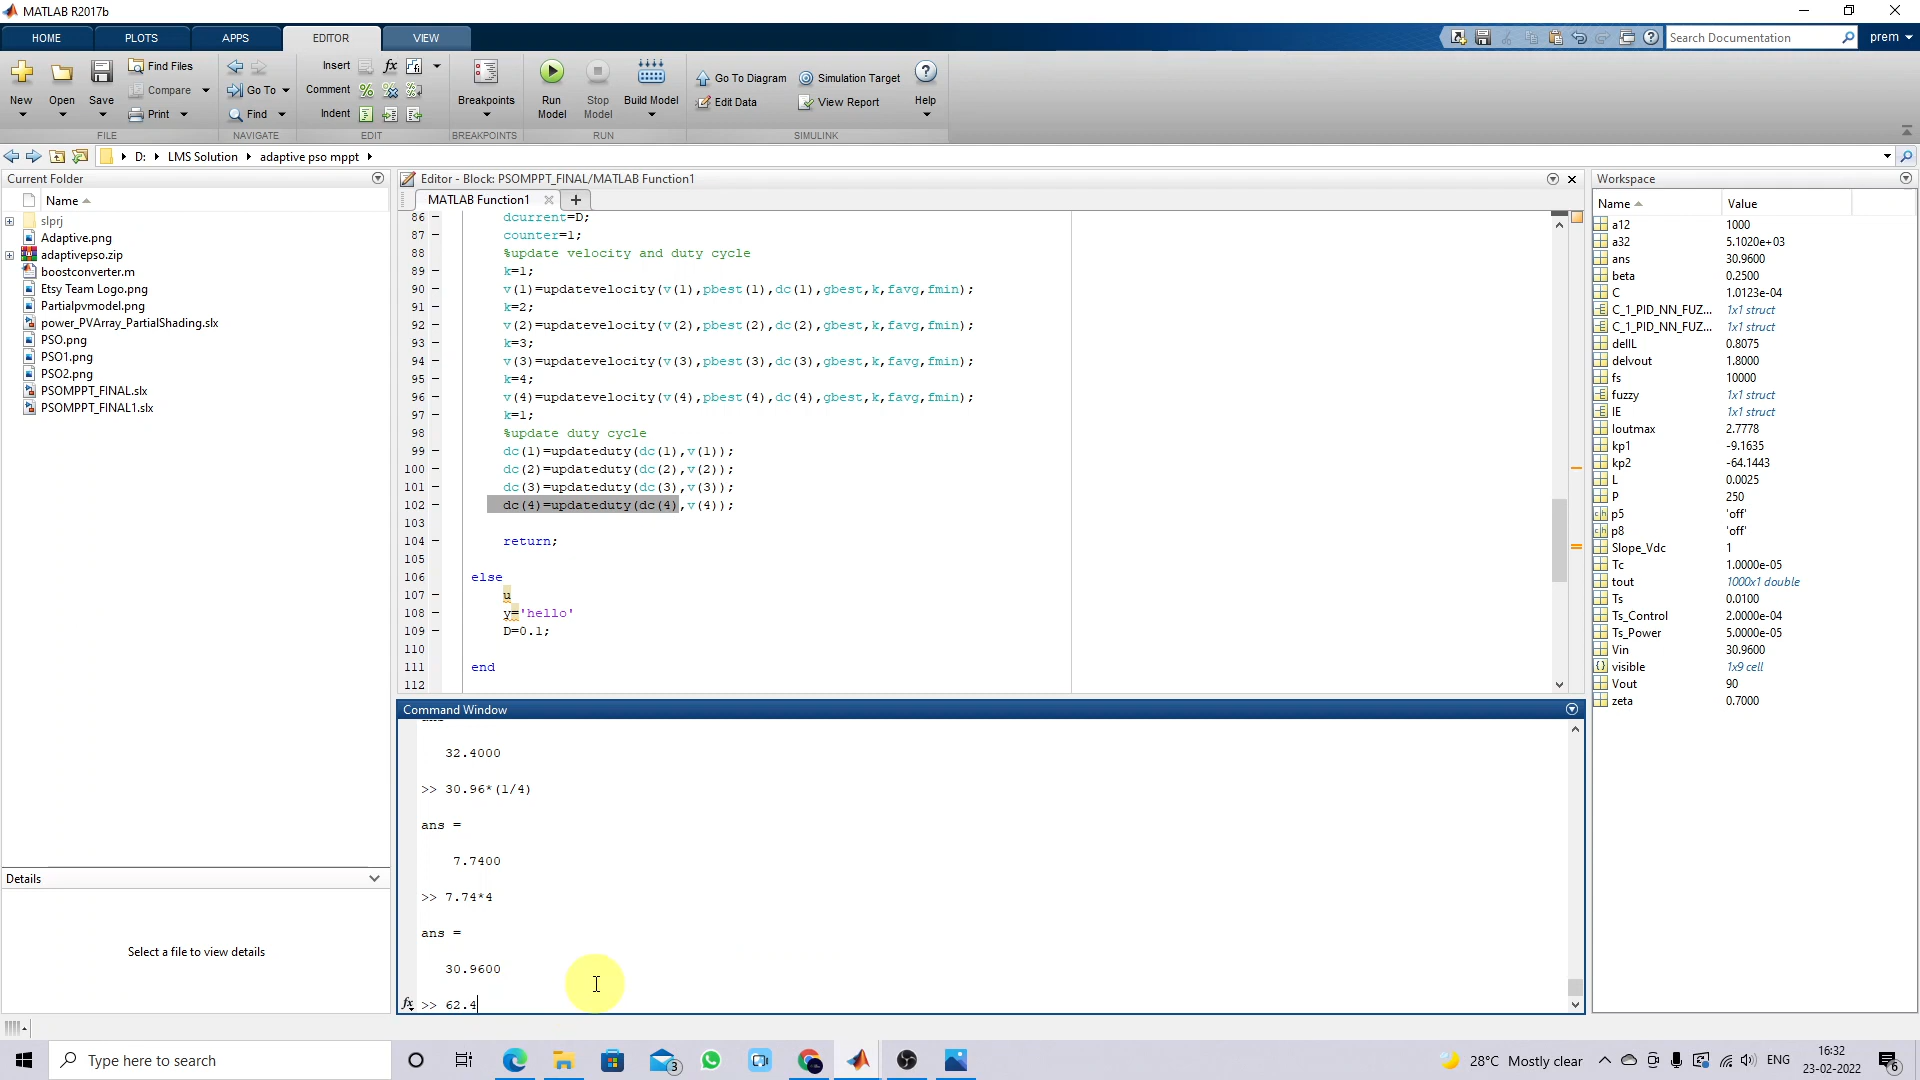 MATLAB R2017b
HOME PLOTS APPS EDITOR VIEW Search Documentation prem
New Open Save Find Files Compare Print
FILE
Go To Find
NAVIGATE
Insert fx
Comment
Indent
EDIT
Breakpoints
BREAKPOINTS
Run Model Stop Model Build Model
RUN
Go To Diagram Simulation Target
Edit Data View Report Help
SIMULINK
D: LMS Solution adaptive pso mppt
Current Folder
Name
slprj
Adaptive.png
adaptivepso.zip
boostconverter.m
Etsy Team Logo.png
Partialpvmodel.png
power_PVArray_PartialShading.slx
PSO.png
PSO1.png
PSO2.png
PSOMPPT_FINAL.slx
PSOMPPT_FINAL1.slx
Details
Select a file to view details
Editor - Block: PSOMPPT_FINAL/MATLAB Function1
MATLAB Function1
86 dcurrent=D;
87 counter=1;
88 %update velocity and duty cycle
89 k=1;
90 v(1)=updatevelocity(v(1),pbest(1),dc(1),gbest,k,favg,fmin);
91 k=2;
92 v(2)=updatevelocity(v(2),pbest(2),dc(2),gbest,k,favg,fmin);
93 k=3;
94 v(3)=updatevelocity(v(3),pbest(3),dc(3),gbest,k,favg,fmin);
95 k=4;
96 v(4)=updatevelocity(v(4),pbest(4),dc(4),gbest,k,favg,fmin);
97 k=1;
98 %update duty cycle
99 dc(1)=updateduty(dc(1),v(1));
100 dc(2)=updateduty(dc(2),v(2));
101 dc(3)=updateduty(dc(3),v(3));
102 dc(4)=updateduty(dc(4),v(4));
103
104 return;
105
106 else
107 u
108 y='hello'
109 D=0.1;
110
111 end
112
Command Window
32.4000
>> 30.96*(1/4)
ans =
7.7400
>> 7.74*4
ans =
30.9600
fx >> 62.4
Workspace
Name Value
a12 1000
a32 5.1020e+03
ans 30.9600
beta 0.2500
C 1.0123e-04
C_1_PID_NN_FUZ... 1x1 struct
C_1_PID_NN_FUZ... 1x1 struct
delIL 0.8075
delvout 1.8000
fs 10000
fuzzy 1x1 struct
IE 1x1 struct
Ioutmax 2.7778
kp1 -9.1635
kp2 -64.1443
L 0.0025
P 250
p5 'off'
p8 'off'
Slope_Vdc 1
Tc 1.0000e-05
tout 1000x1 double
Ts 0.0100
Ts_Control 2.0000e-04
Ts_Power 5.0000e-05
Vin 30.9600
visible 1x9 cell
Vout 90
zeta 0.7000
Type here to search
3
28°C Mostly clear
ENG
16:32
23-02-2022
6